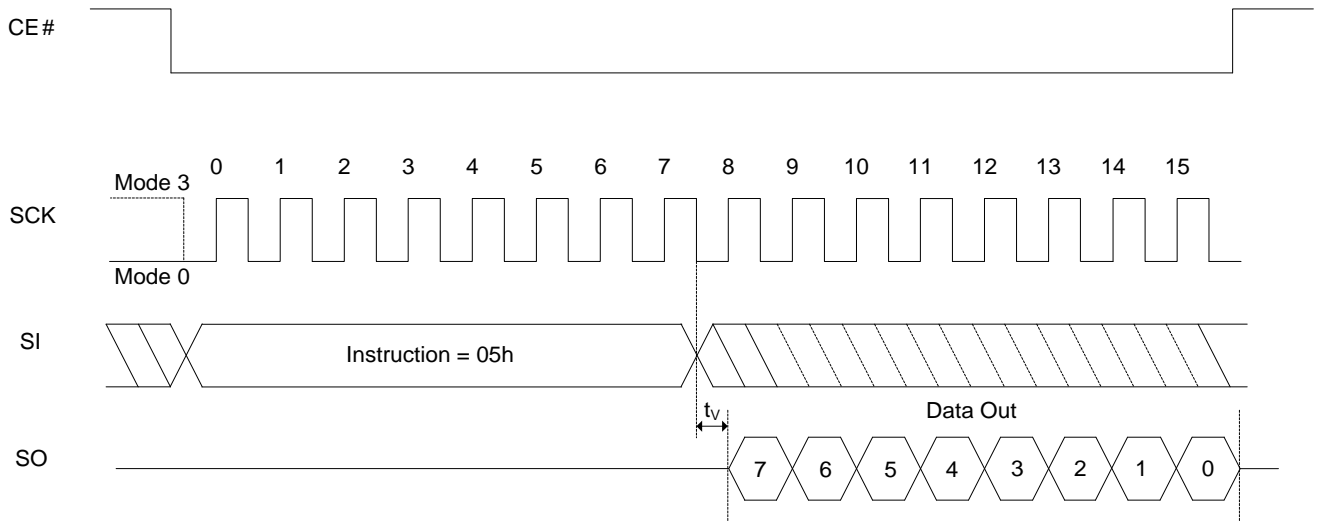 CE#
0 1 2 3 4 5 6 7 8 9 10 11 12 13 14 15
Mode 3
SCK
Mode 0
SI
Instruction = 05h
tV
Data Out
SO
7 6 5 4 3 2 1 0